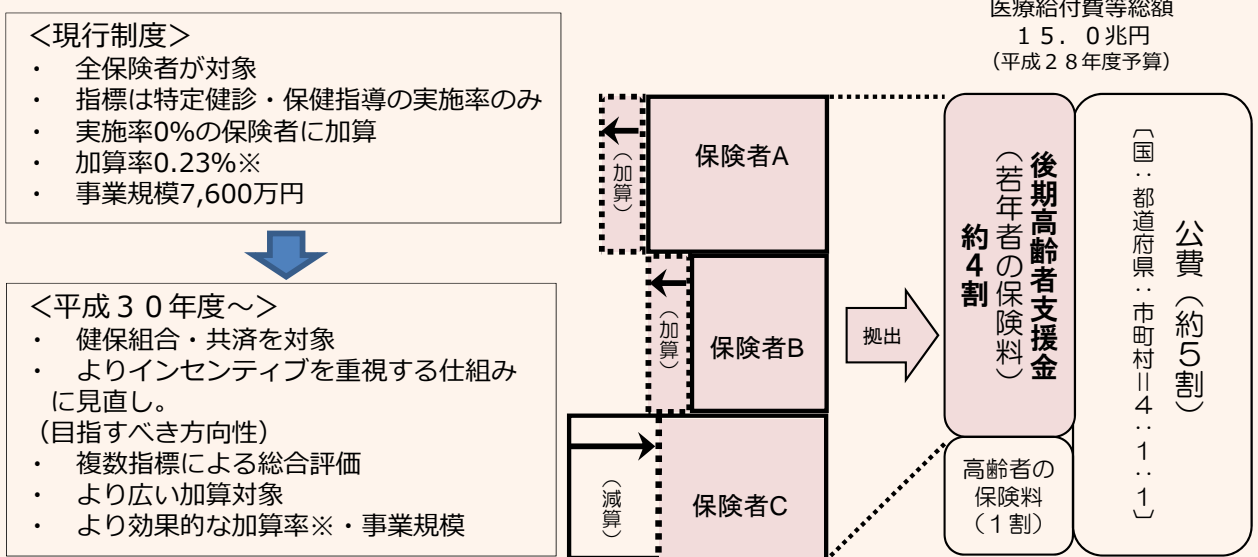 ＜現行制度＞
・　全保険者が対象
・　指標は特定健診・保健指導の実施率のみ
・　実施率0%の保険者に加算
・　加算率0.23%※
・　事業規模7,600万円
＜平成３０年度～＞
・　健保組合・共済を対象
・　よりインセンティブを重視する仕組み
に見直し。
（目指すべき方向性）
・　複数指標による総合評価
・　より広い加算対象
・　より効果的な加算率※・事業規模
（加算）
保険者A
（加算）
保険者B
（減算）
保険者C
拠出
医療給付費等総額
１５．０兆円
（平成２８年度予算）
後期高齢者支援金
（若年者の保険料）
約４割
高齢者の
保険料
（１割）
公費（約５割）
〔国：都道府県：市町村＝４：１：１〕